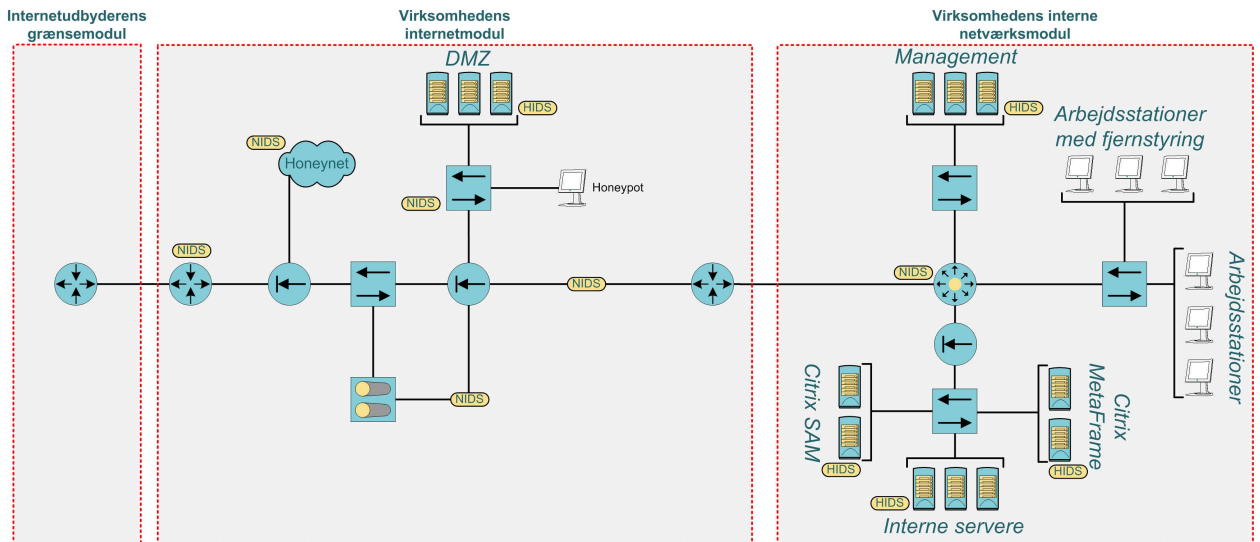 Internetudbyderens
grænsemodul
Virksomhedens
internetmodul
Virksomhedens interne
netværksmodul
DMZ
HIDS
NIDS
Honeynet
NIDS
Honeypot
NIDS
NIDS
NIDS
Management
HIDS
Arbejdsstationer
med fjernstyring
NIDS
Arbejdsstationer
Citrix SAM
HIDS
Citrix
MetaFrame
HIDS
HIDS
Interne servere